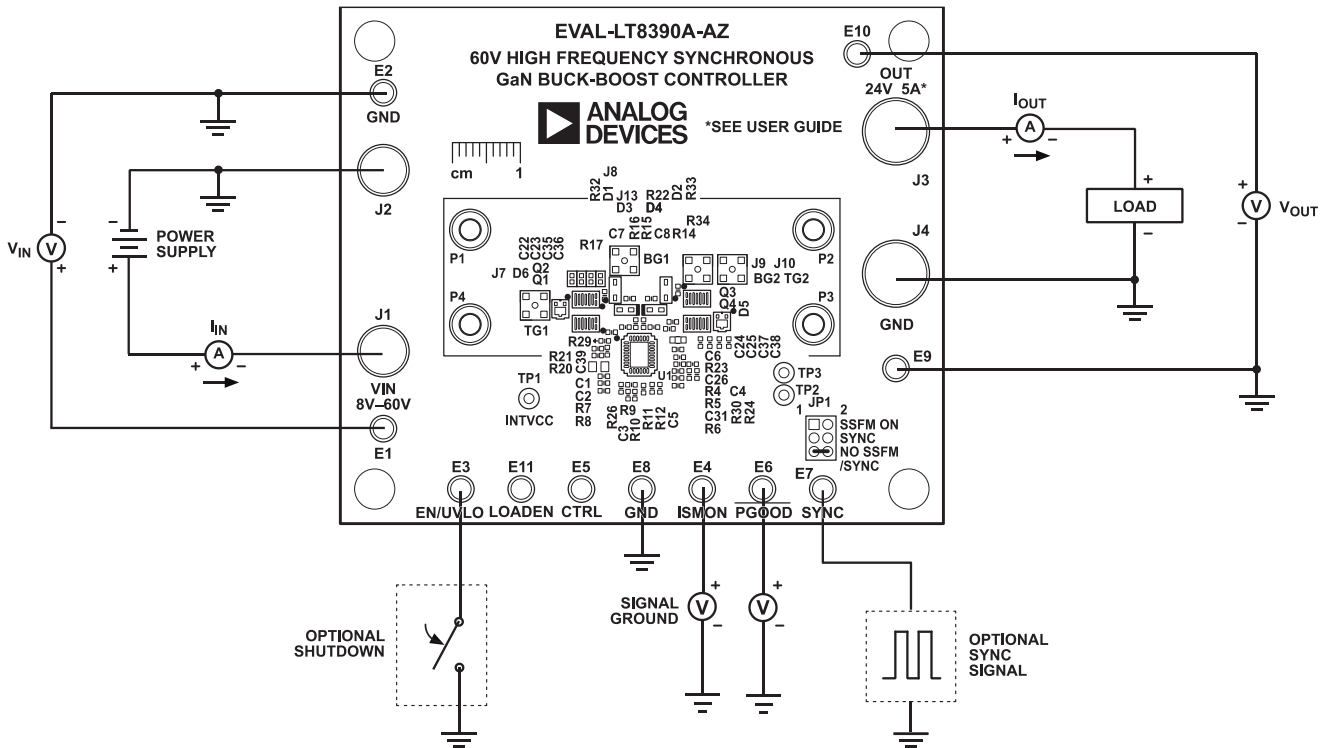 EVAL-LT8390A-AZ
60V HIGH FREQUENCY SYNCHRONOUS
GaN BUCK-BOOST CONTROLLER
ANALOG
DEVICES
*SEE USER GUIDE
E10
OUT
24V 5A*
E2
GND
J2
J3
J4
GND
E9
J1
VIN
8V–60V
E1
cm 1
VIN
V
- +
POWER
SUPPLY
- +
IIN
A
+ -
IOUT
A
+ -
LOAD
+ -
V
+ -
VOUT
J8
R32
D1
J13
D3
R22
D4
D2
R33
R16
R15
R34
C7
C8
R14
R17
BG1
P1
P2
P4
P3
C22
C23
C35
C36
J7
D6
Q2
Q1
J9
J10
BG2
TG2
Q3
Q4
D5
TG1
R29
R21
R20
C39
U1
C24
C25
C37
C38
C1
C2
R7
R8
R26
C3
R9
R10
R11
R12
C5
C6
R23
C26
R4
R5
C31
R6
C4
R30
R24
TP1
INTVCC
TP3
TP2
JP1
1 2
SSFM ON
SYNC
NO SSFM
/SYNC
E3
E11
E5
E8
E4
E6
E7
EN/UVLO
LOADEN
CTRL
GND
ISMON
PGOOD
SYNC
OPTIONAL
SHUTDOWN
SIGNAL
GROUND
V
+ -
V
+ -
OPTIONAL
SYNC
SIGNAL